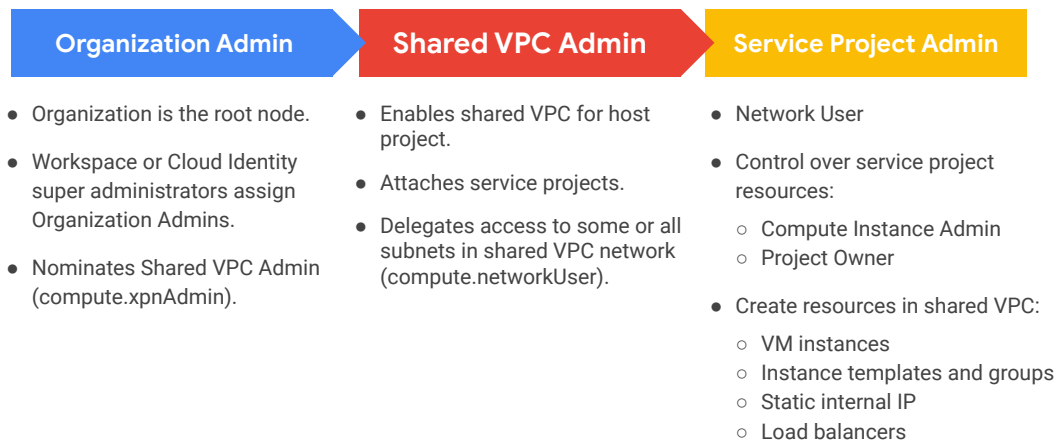 Organization Admin
● Organization is the root node.
● Workspace or Cloud Identity
super administrators assign
Organization Admins.
● Nominates Shared VPC Admin
(compute.xpnAdmin).
Shared VPC Admin
● Enables shared VPC for host
project.
● Attaches service projects.
● Delegates access to some or all
subnets in shared VPC network
(compute.networkUser).
Service Project Admin
● Network User
● Control over service project
resources:
○ Compute Instance Admin
○ Project Owner
● Create resources in shared VPC:
○ VM instances
○ Instance templates and groups
○ Static internal IP
○ Load balancers